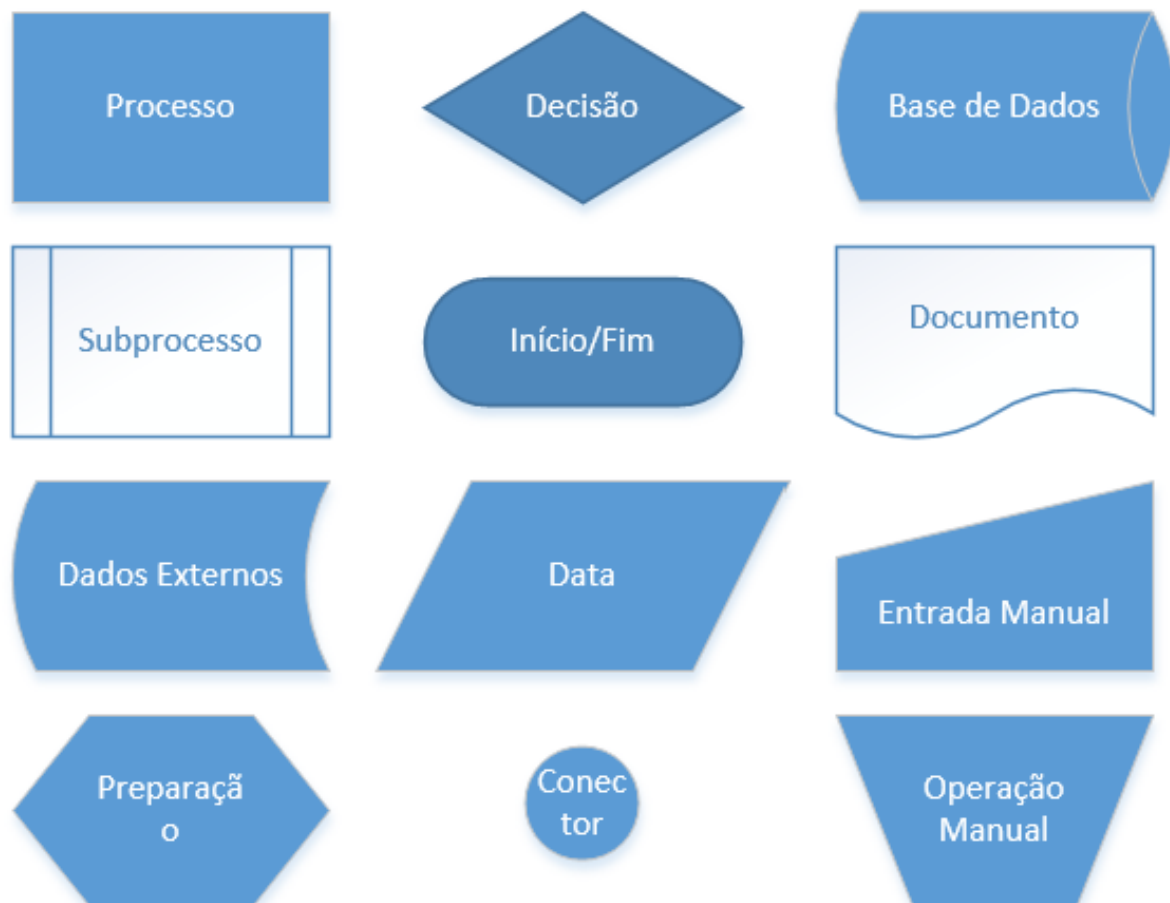 Processo
Decisão
Base de Dados
Subprocesso
Início/Fim
Documento
Dados Externos
Data
Entrada Manual
Preparaçã
o
Conec
tor
Operação
Manual